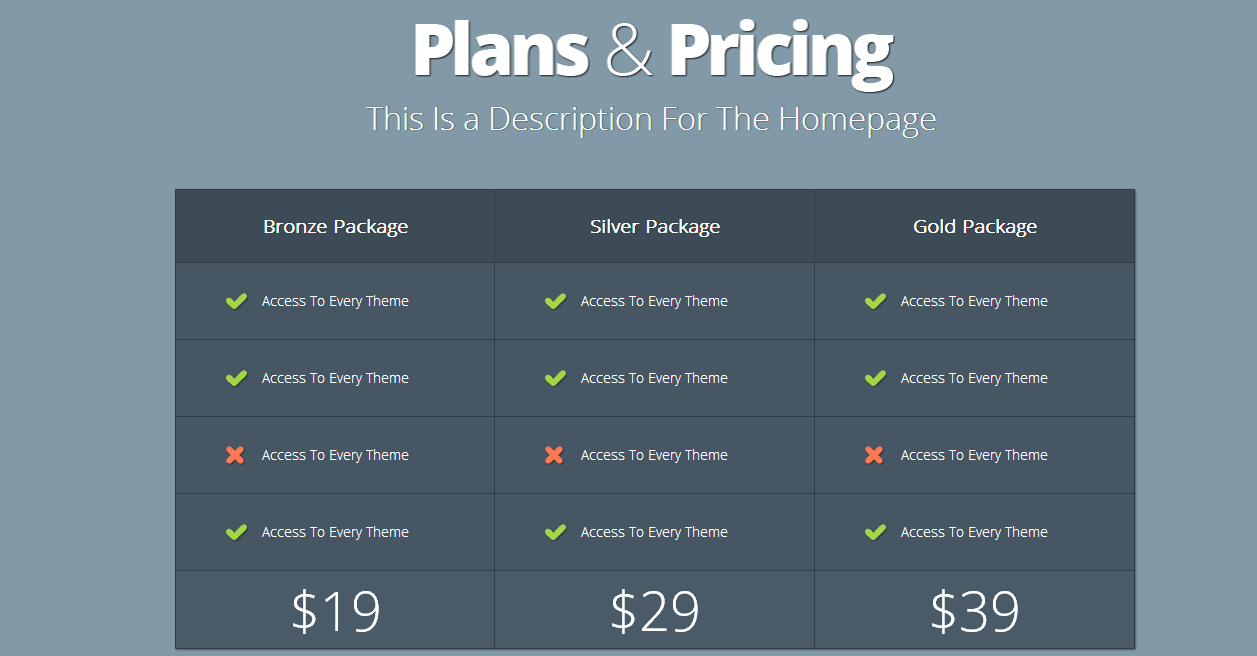 Plans & Pricing
This Is a Description For The Homepage
Bronze Package Silver Package Gold Package
Access To Every Theme Access To Every Theme Access To Every Theme
Access To Every Theme Access To Every Theme Access To Every Theme
Access To Every Theme Access To Every Theme Access To Every Theme
Access To Every Theme Access To Every Theme Access To Every Theme
$19 $29 $39